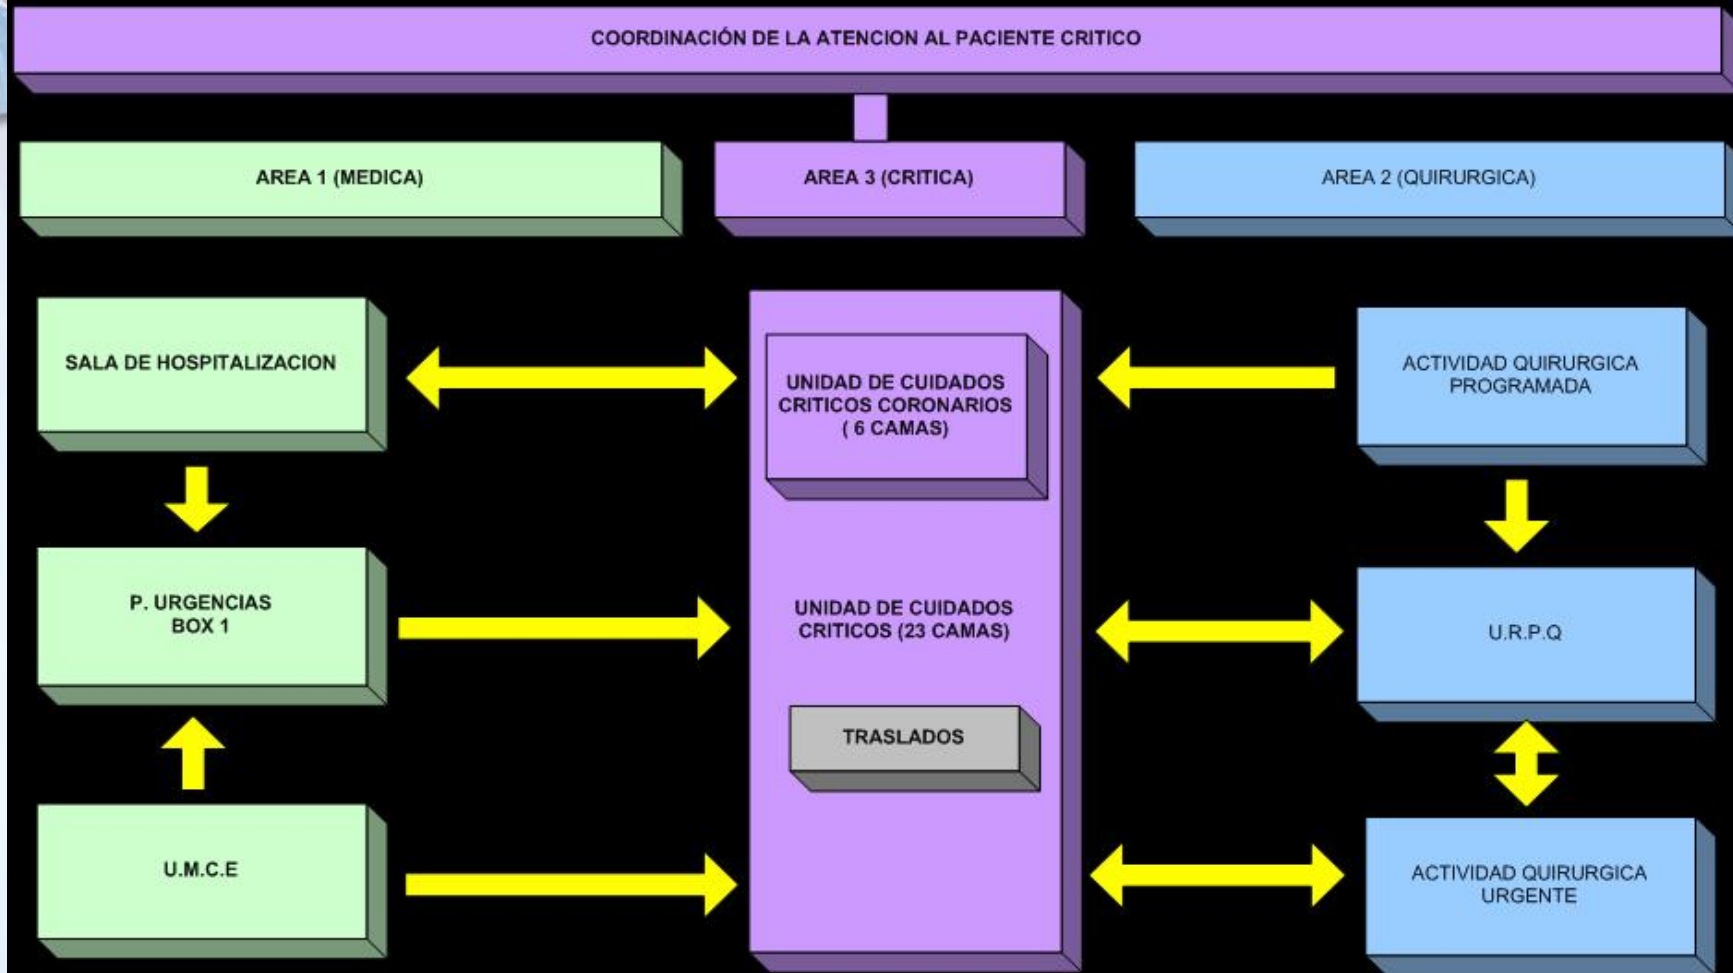 COORDINACIÓN DE LA ATENCION AL PACIENTE CRITICO
AREA 1 (MEDICA)
AREA 3 (CRITICA)
AREA 2 (QUIRURGICA)
SALA DE HOSPITALIZACION
UNIDAD DE CUIDADOS
CRITICOS CORONARIOS
( 6 CAMAS)
ACTIVIDAD QUIRURGICA
PROGRAMADA
P. URGENCIAS
BOX 1
UNIDAD DE CUIDADOS
CRITICOS (23 CAMAS)
U.R.P.Q
TRASLADOS
U.M.C.E
ACTIVIDAD QUIRURGICA
URGENTE